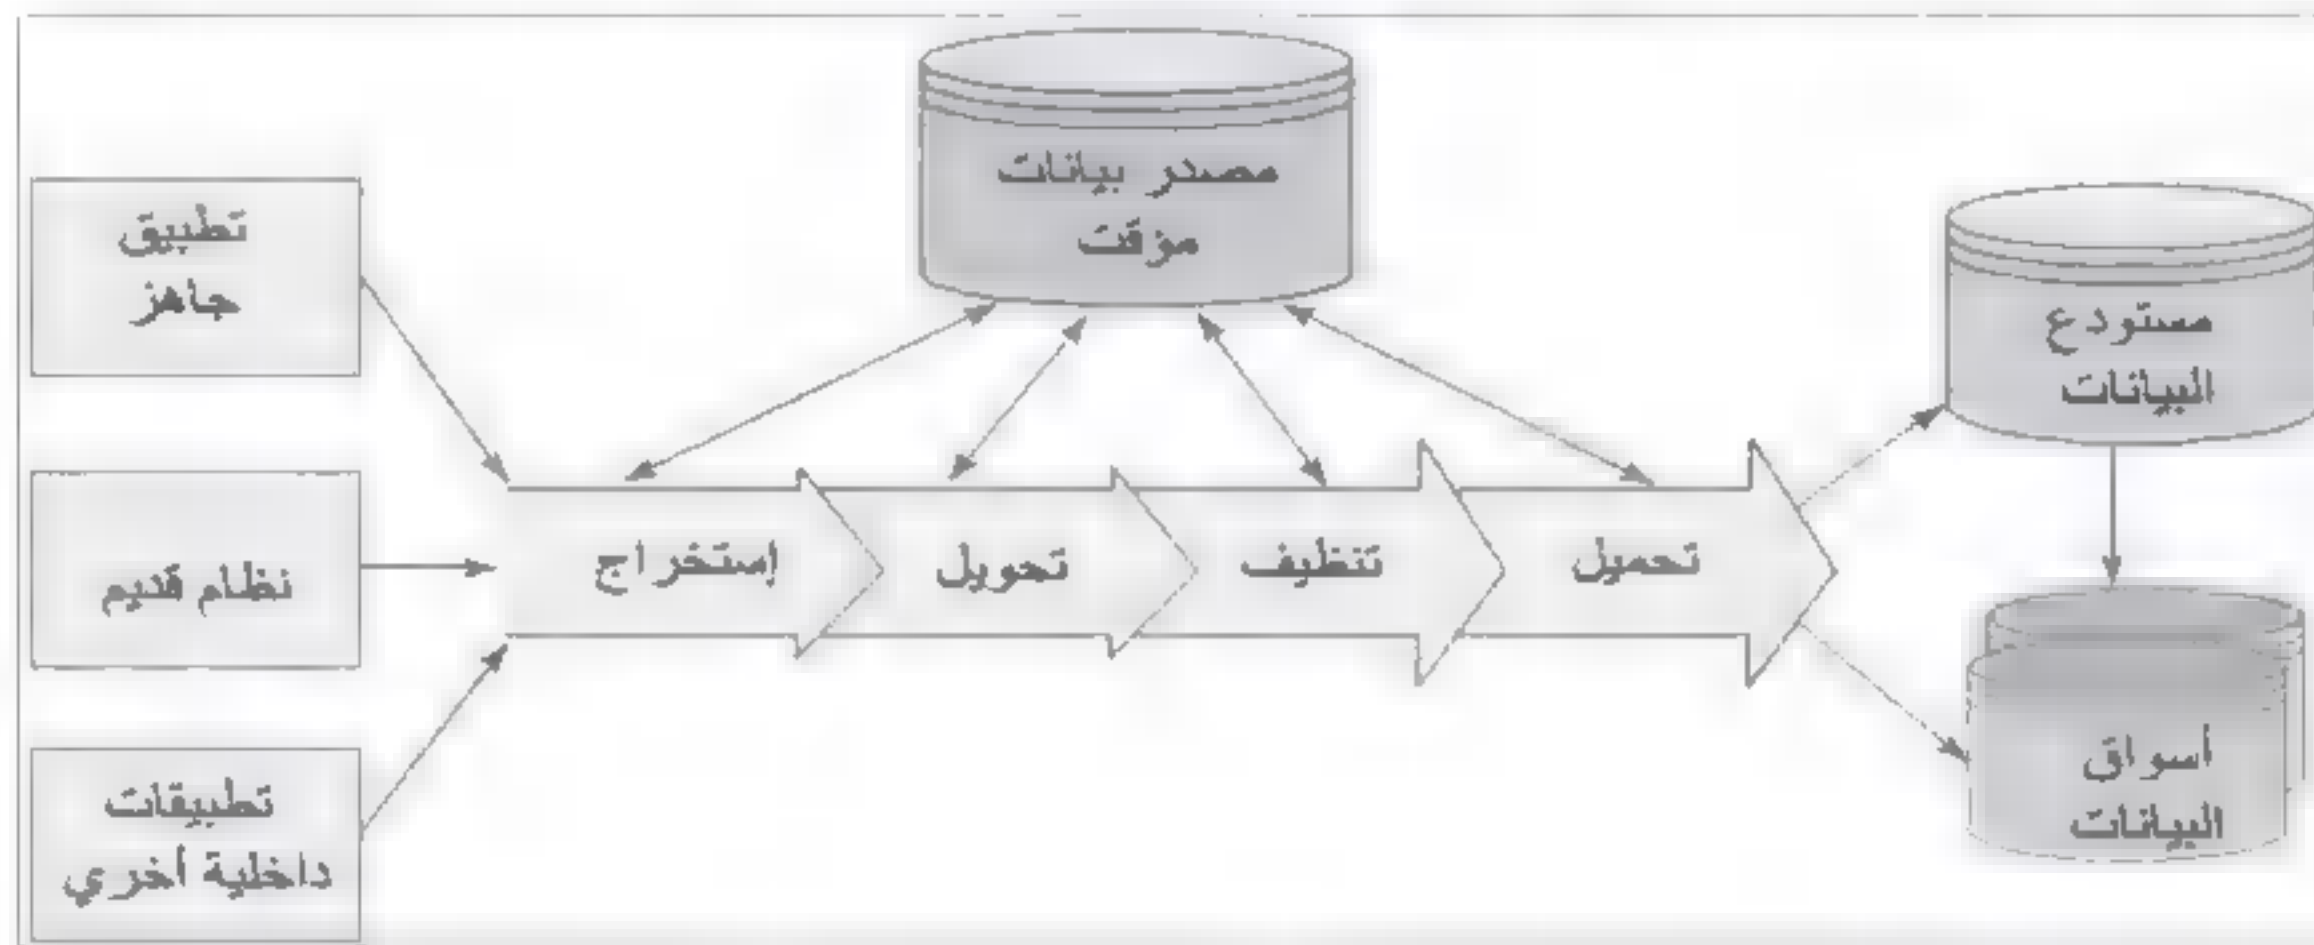 مصدر بيانات
مؤقت
تطبيق
جاهز
نظام قديم
تطبيقات
داخلية أخري
إستخراج
تحويل
تنظيف
تحميل
مستودع
البيانات
أسواق
البيانات